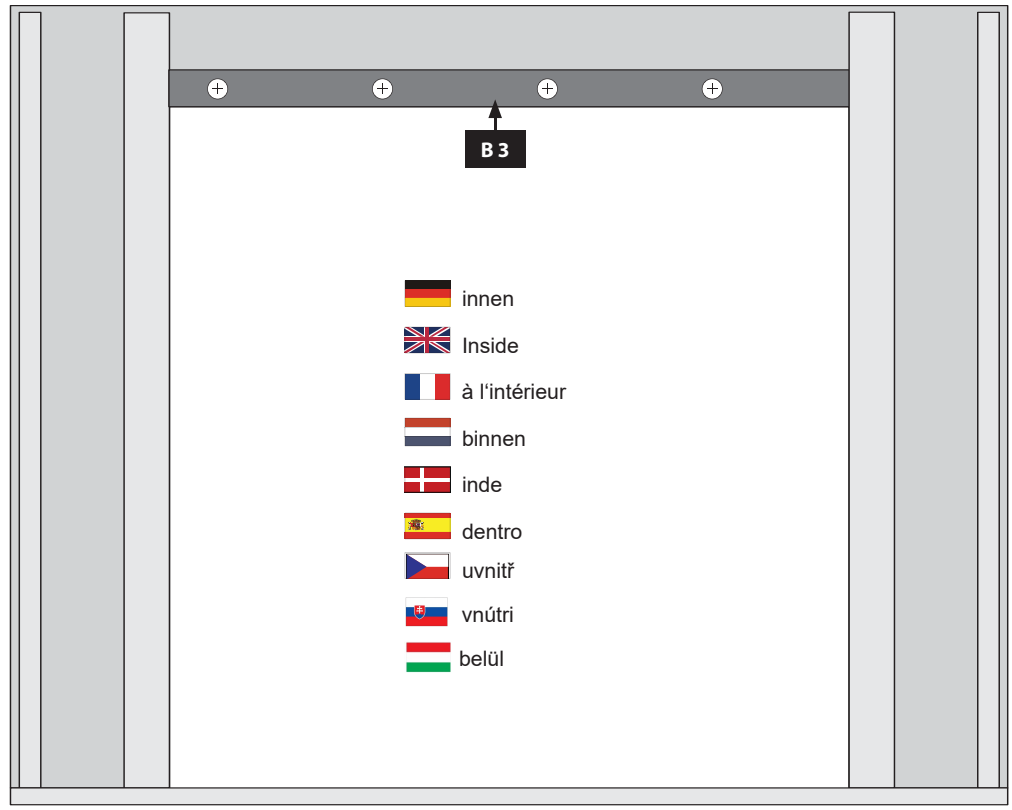 B 3
innen
Inside
à l‘intérieur
binnen
inde
dentro
uvnitř
vnútri
belül